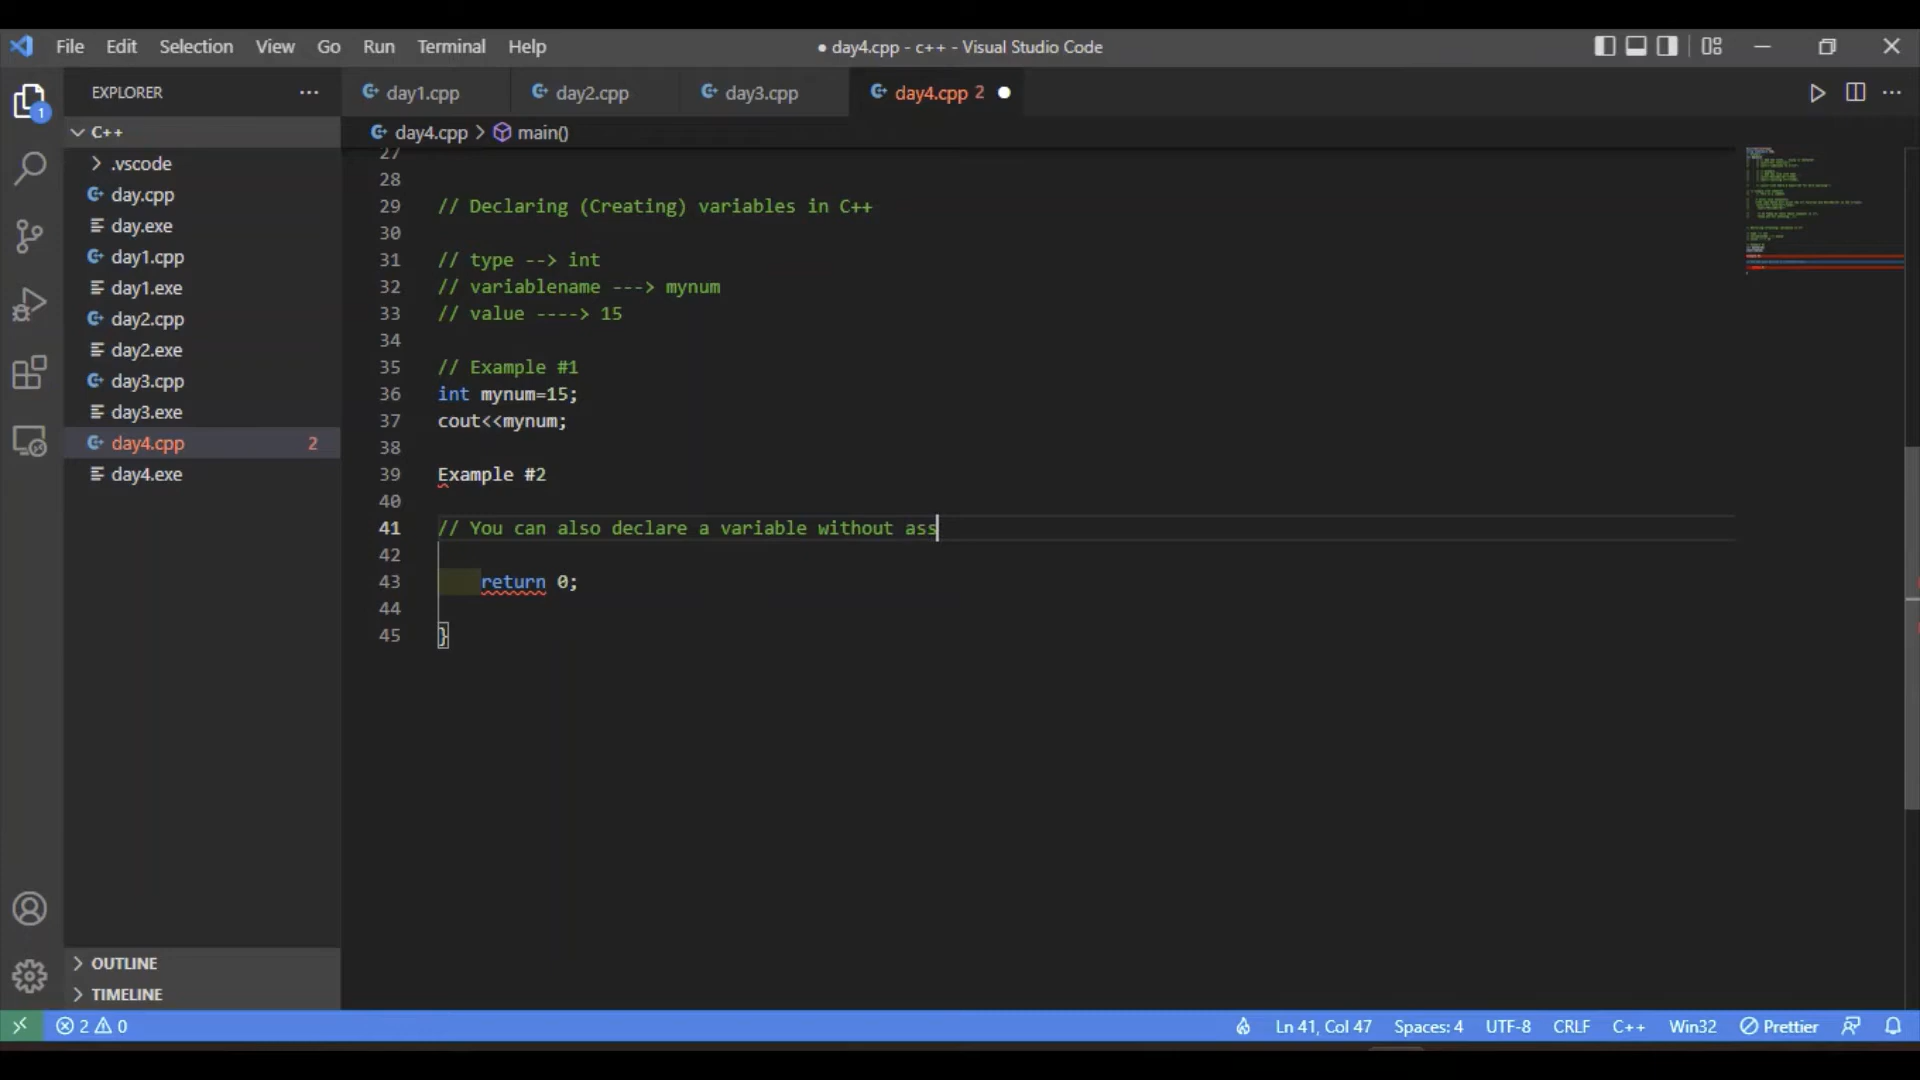 File Edit Selection View Go Run Terminal Help
● day4.cpp - c++ - Visual Studio Code
1
EXPLORER
C++
.vscode
day.cpp
day.exe
day1.cpp
day1.exe
day2.cpp
day2.exe
day3.cpp
day3.exe
day4.cpp 2
day4.exe
OUTLINE
TIMELINE
day1.cpp day2.cpp day3.cpp day4.cpp 2
day4.cpp > main()
27
28
29 // Declaring (Creating) variables in C++
30
31 // type --> int
32 // variablename ---> mynum
33 // value ----> 15
34
35 // Example #1
36 int mynum=15;
37 cout<<mynum;
38
39 Example #2
40
41 // You can also declare a variable without ass
42
43 return 0;
44
45 }
2 0
Ln 41, Col 47 Spaces: 4 UTF-8 CRLF C++ Win32 Prettier